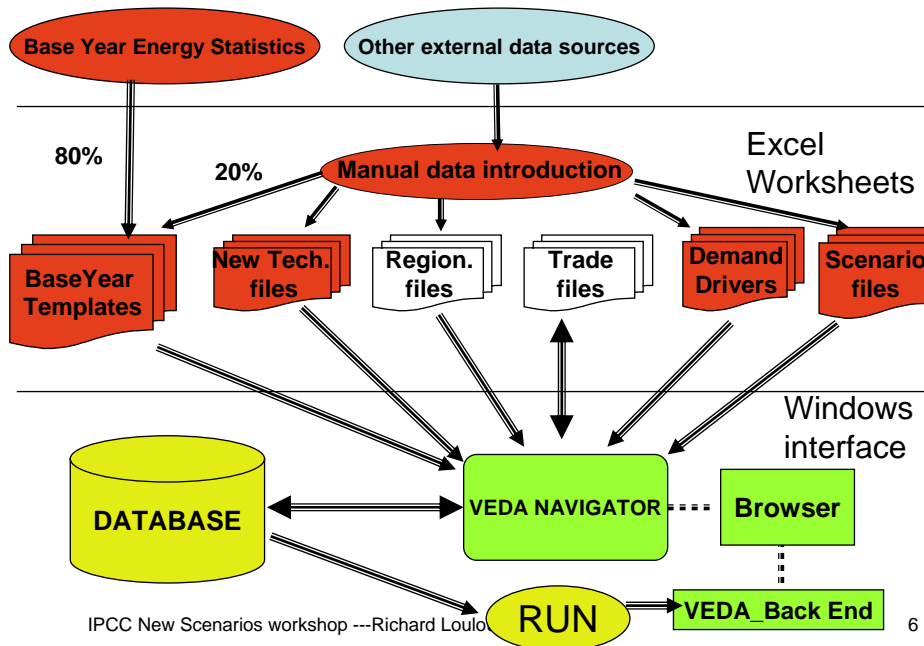 Base Year Energy Statistics
Other external data sources
80%
20%
Manual data introduction
Excel
Worksheets
BaseYear
Templates
New Tech.
files
Region.
files
Trade
files
Demand
Drivers
Scenario
files
Windows
interface
DATABASE
VEDA NAVIGATOR
Browser
RUN
VEDA_Back End
IPCC New Scenarios workshop ---Richard Loulo
6